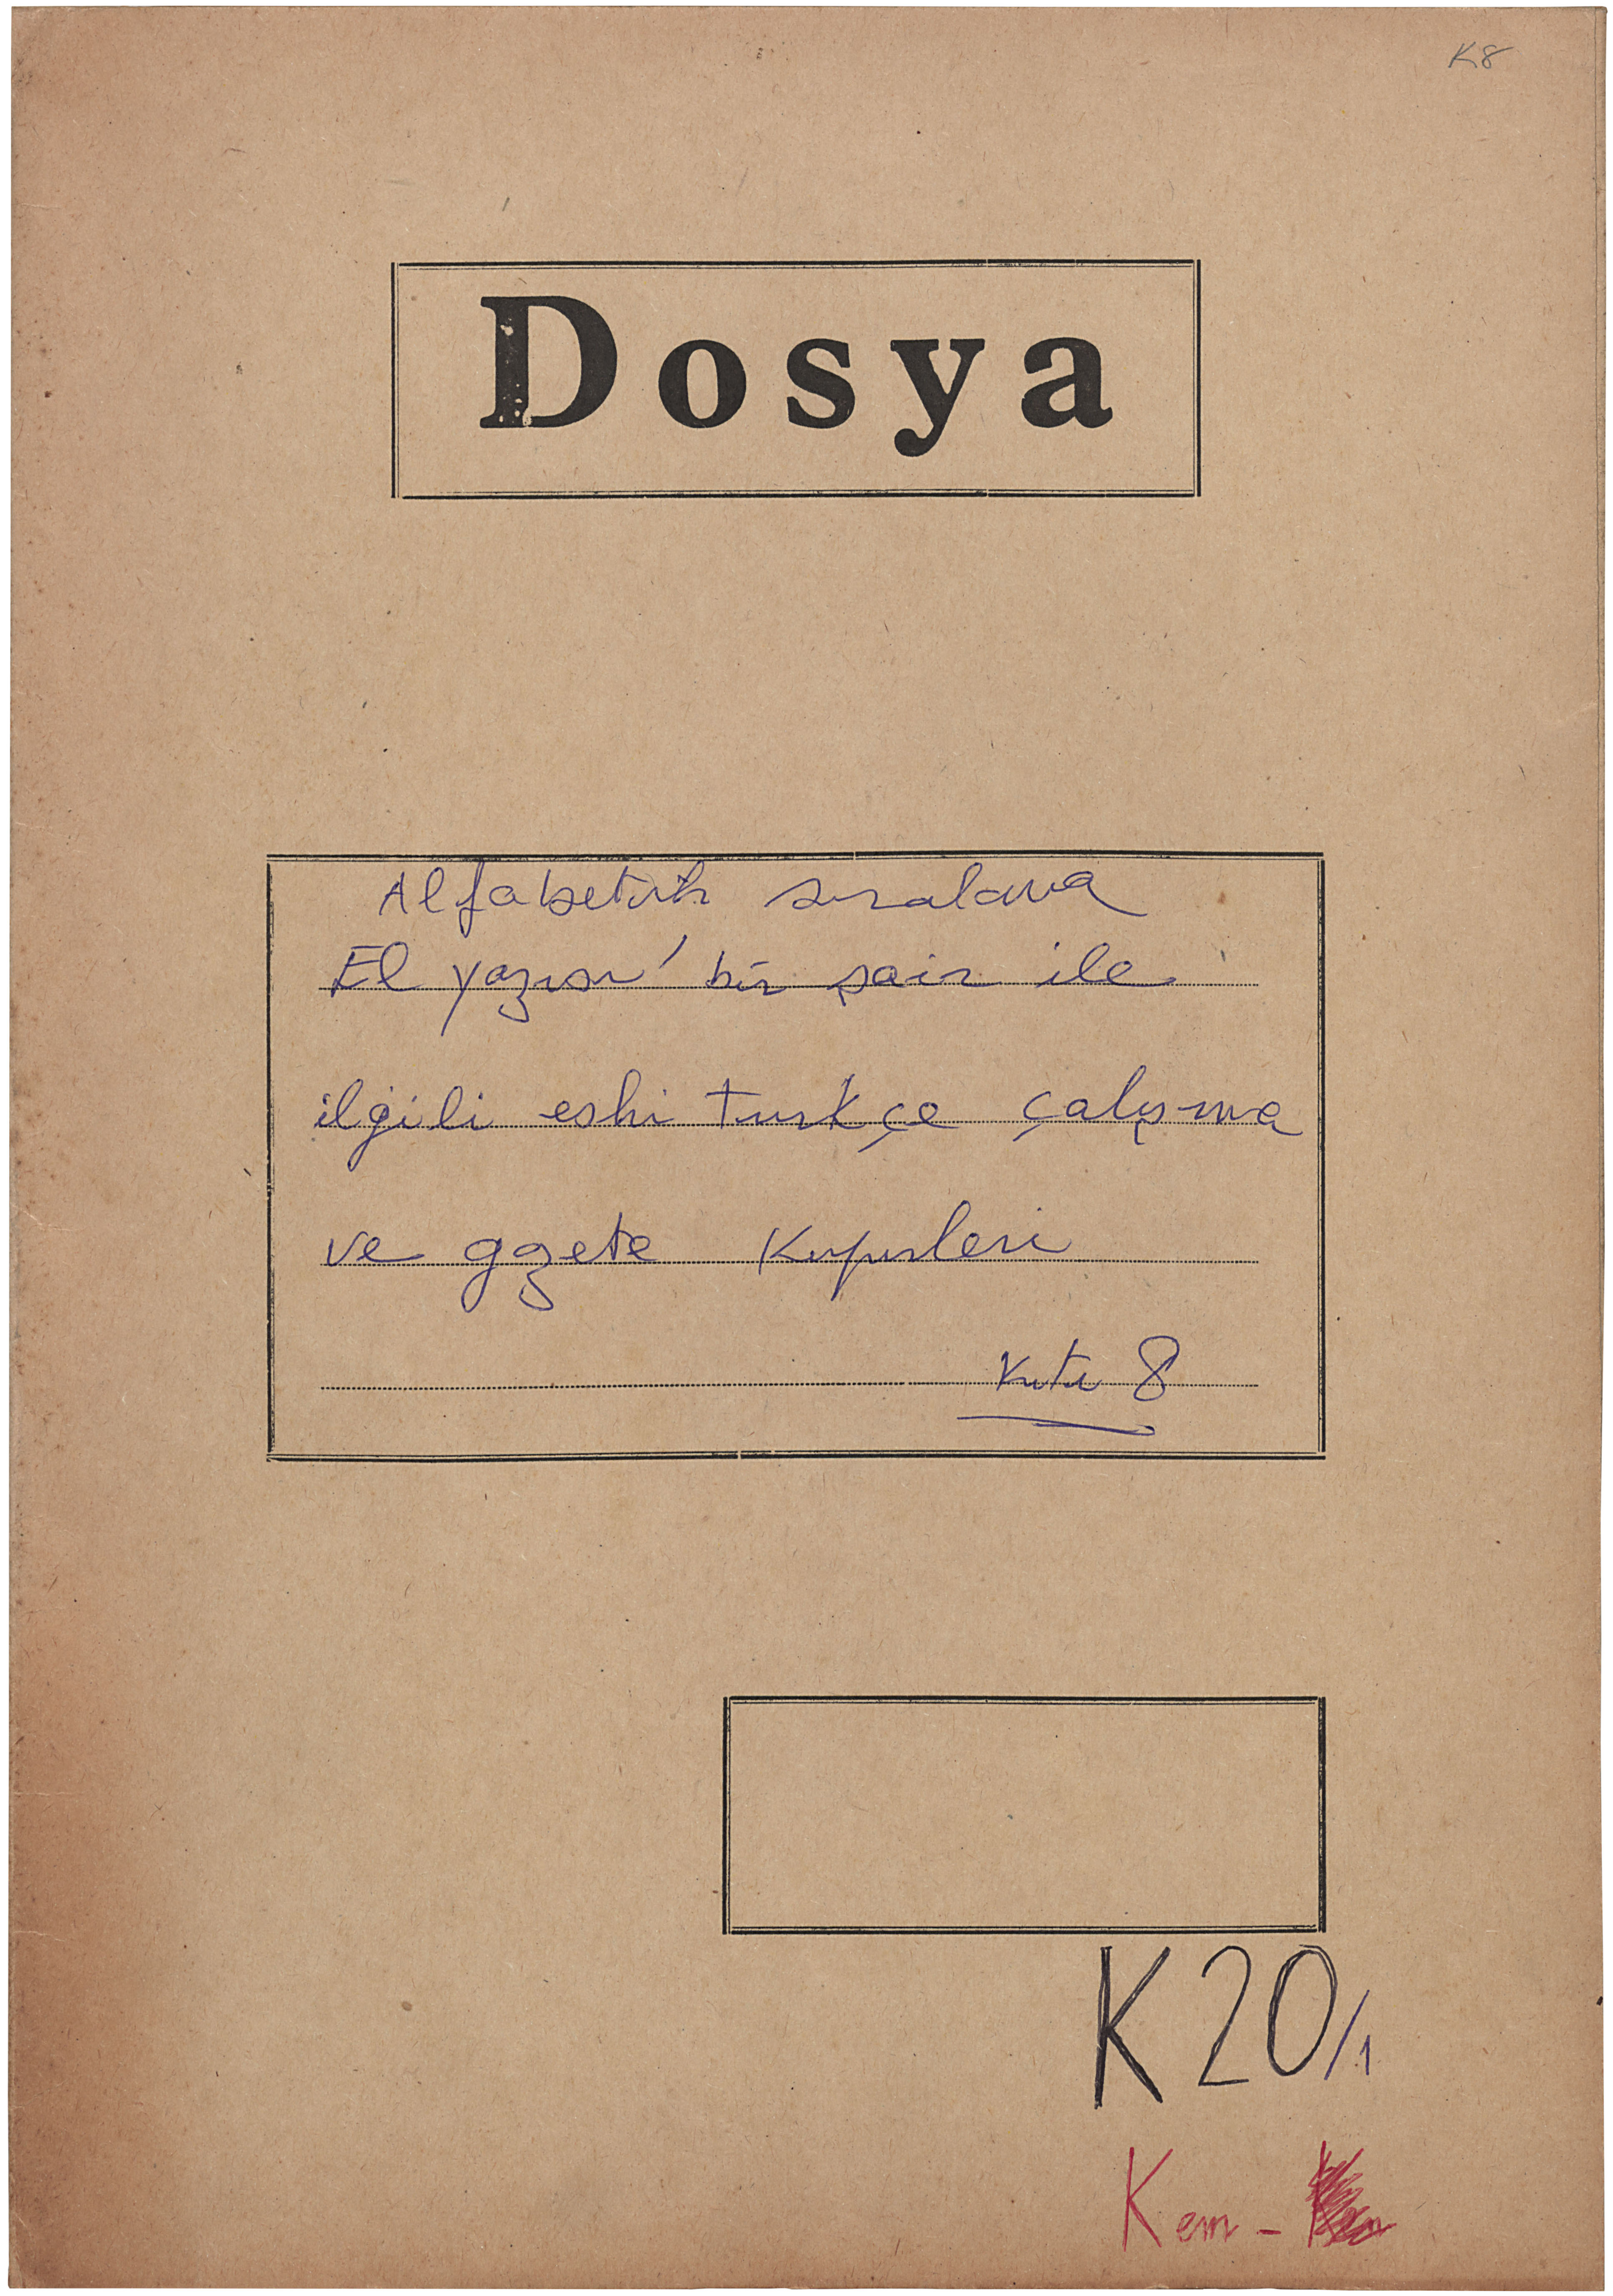 K8
Dosya
Alfabetik sıralama
El yazısı bir şair ile
ilgili eski türkçe çalışma
ve gzete kupürleri
Kutu 8
K20/1
Kem -